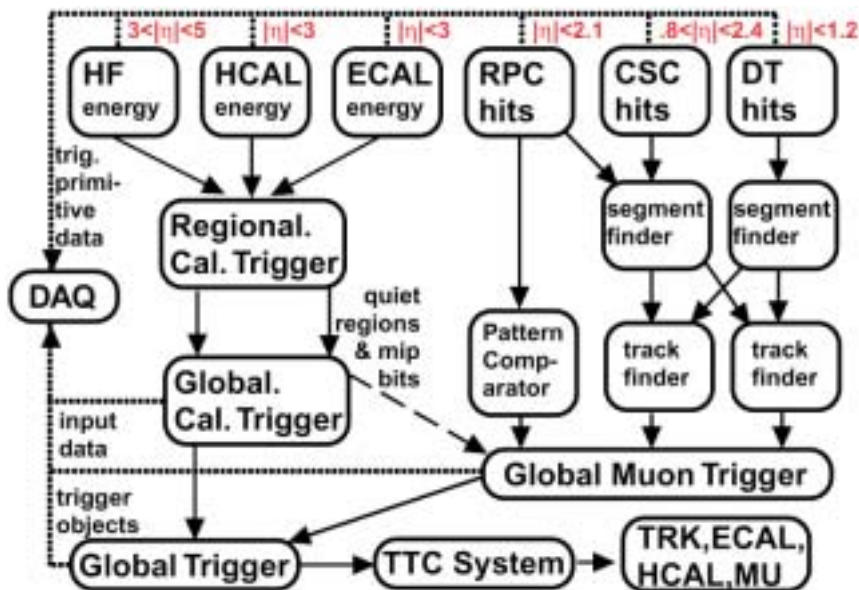 3<|η|<5
|η|<3
|η|<3
|η|<2.1
.8<|η|<2.4
|η|<1.2
HF
energy
HCAL
energy
ECAL
energy
RPC
hits
CSC
hits
DT
hits
trig.
primi-
tive
data
Regional.
Cal. Trigger
segment
finder
segment
finder
DAQ
quiet
regions
& mip
bits
Pattern
Comp-
arator
track
finder
track
finder
Global.
Cal. Trigger
input
data
Global Muon Trigger
trigger
objects
Global Trigger
TTC System
TRK,ECAL,
HCAL,MU